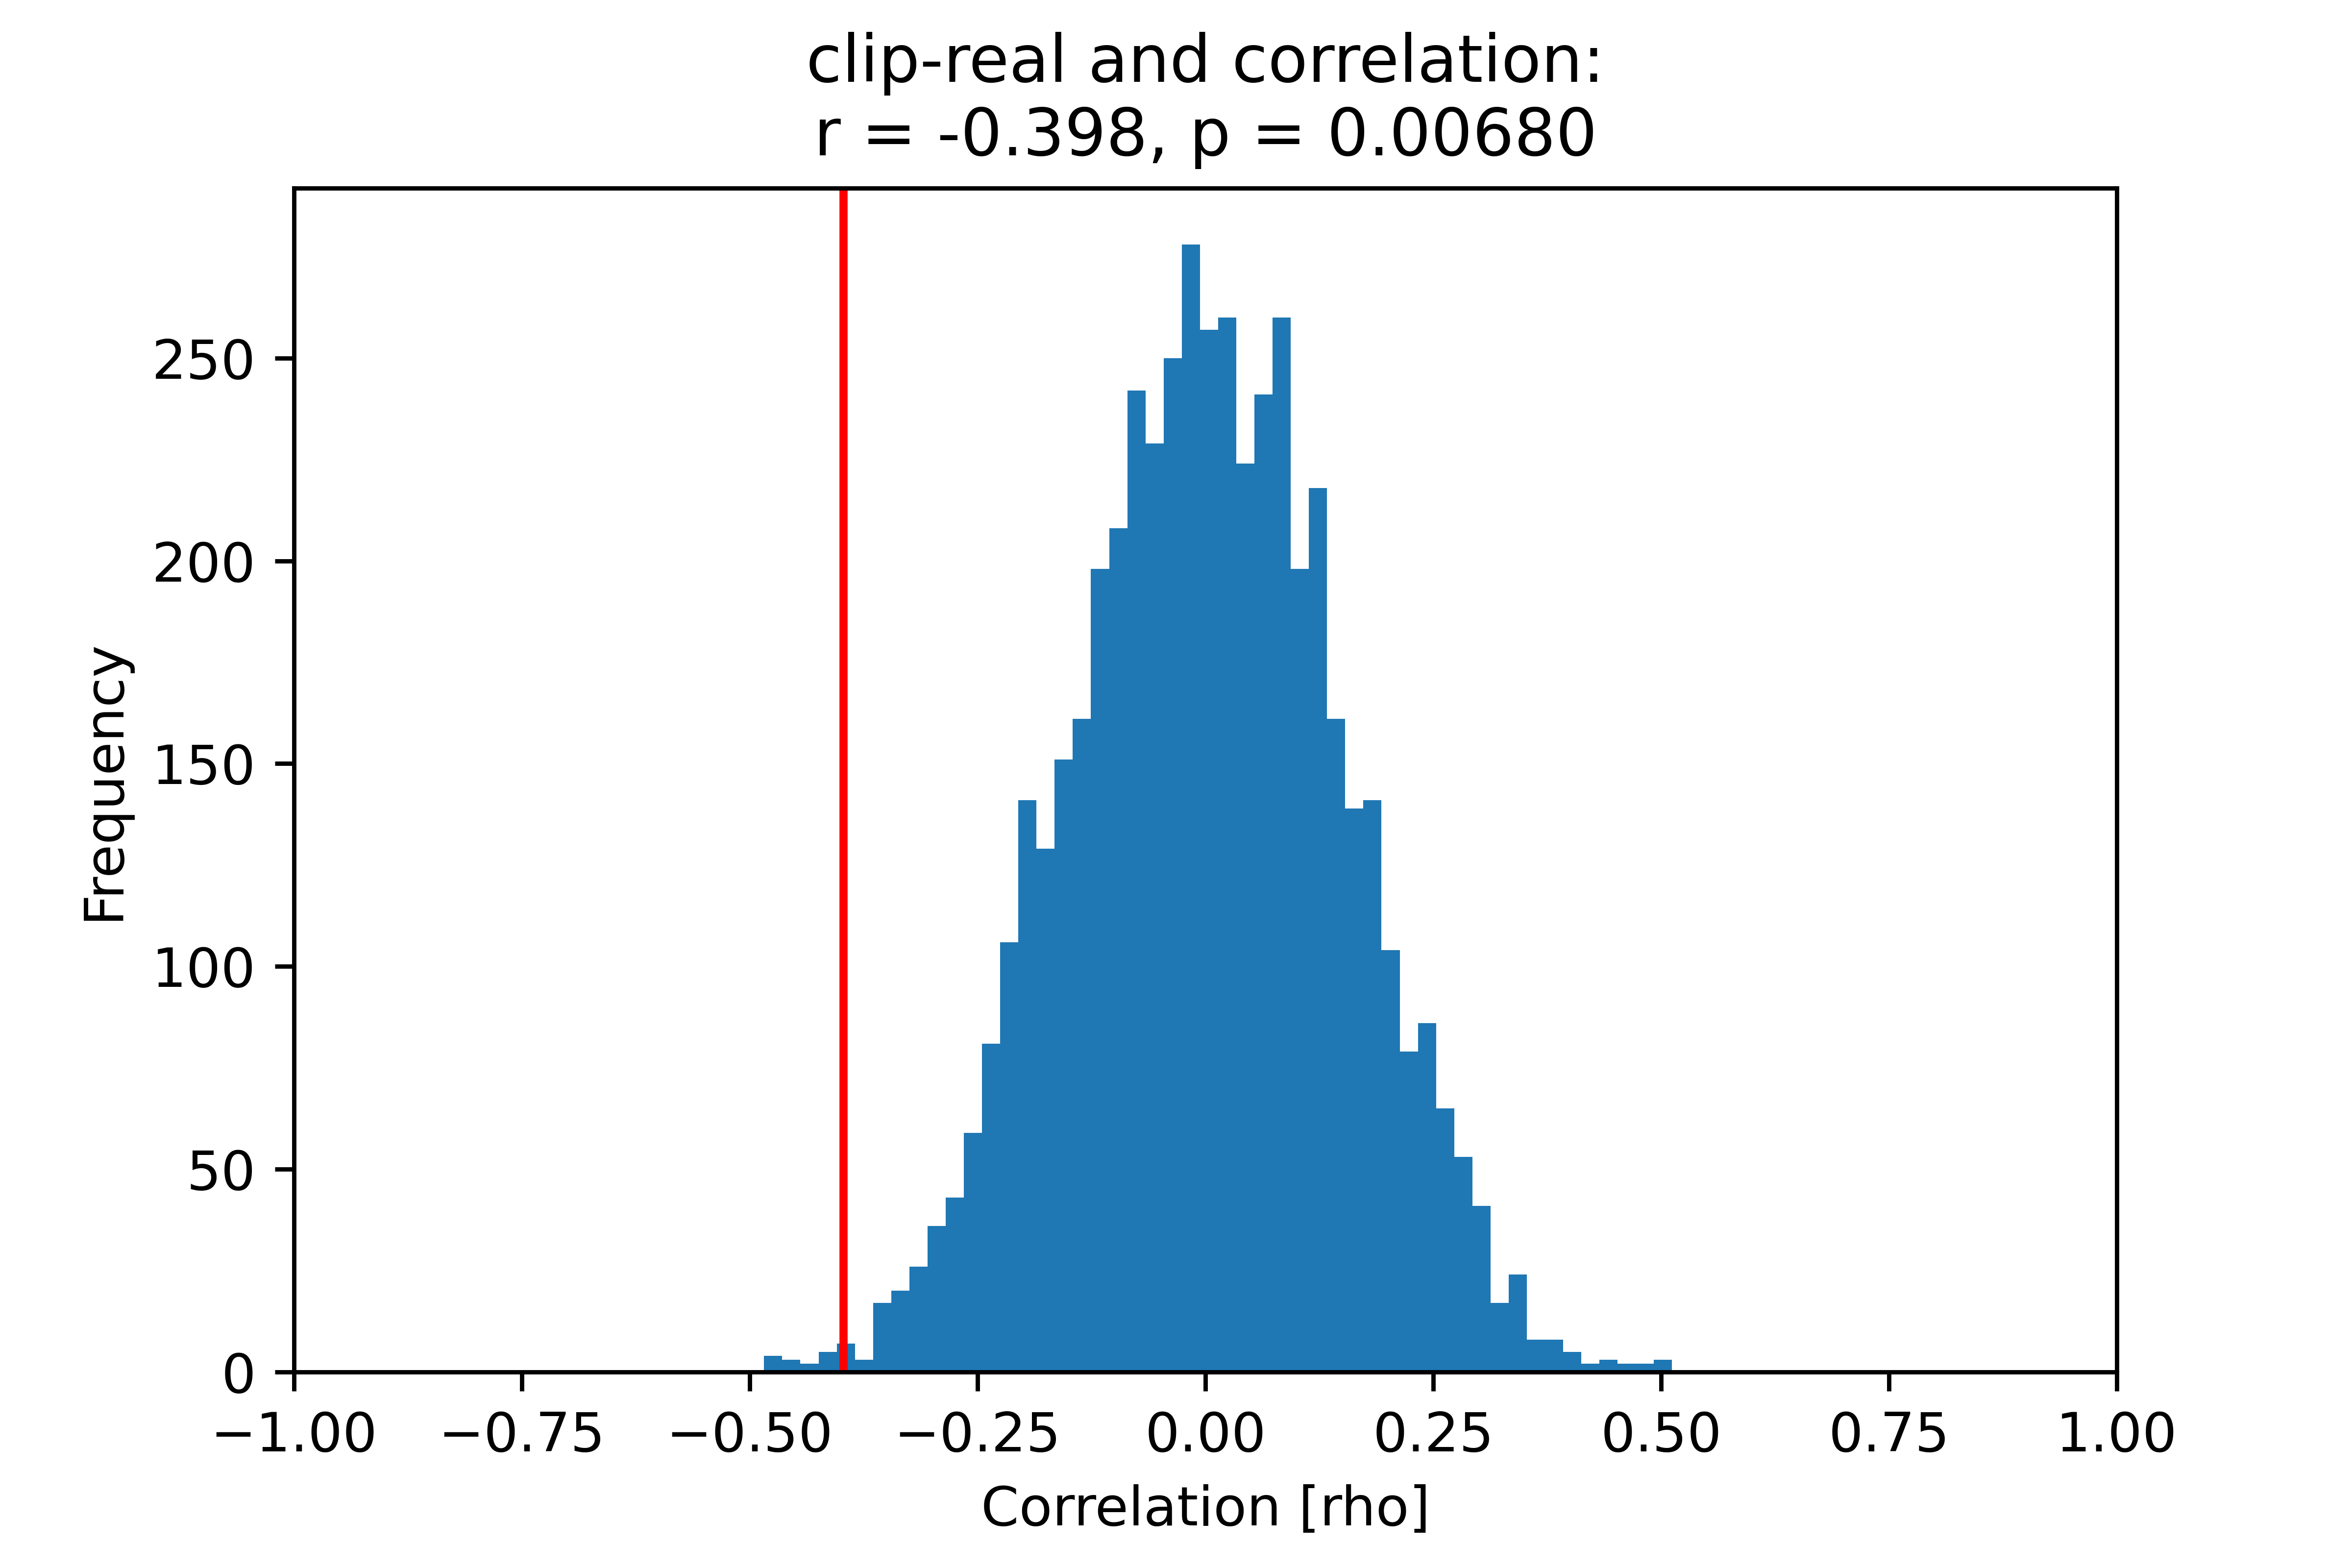 clip-real and correlation:
r = -0.398, p = 0.00680
Frequency
250
200
150
100
50
0
−1.00 −0.75 −0.50 −0.25 0.00 0.25 0.50 0.75 1.00
Correlation [rho]